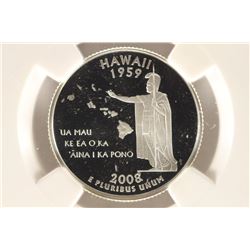 HAWAII
1959
UA MAU
KE EA O KA
'ĀINA I KA PONO
2008
E PLURIBUS UNUM